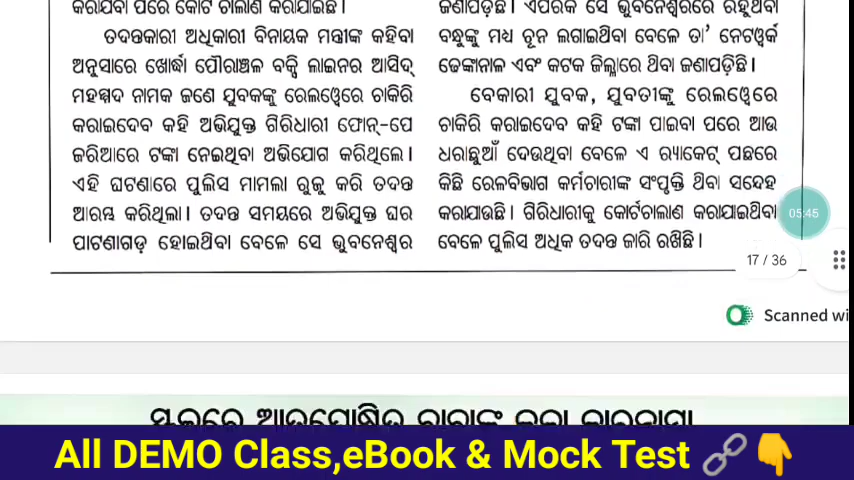 କରାଯିବା ପରେ କୋର୍ଟ ଚାଲାଣ କରାଯାଇଛି।
ତଦନ୍ତକାରୀ ଅଧିକାରୀ ବିନାୟକ ମନ୍ତ୍ରୀଙ୍କ କହିବା
ଅନୁସାରେ ଖୋର୍ଦ୍ଧା ପୌରାଞ୍ଚଳ ବକ୍ସି ଲାଇନର ଆସିଦ୍
ମହମ୍ମଦ ନାମକ ଜଣେ ଯୁବକଙ୍କୁ ରେଲୱେରେ ଚାକିରି
କରାଇଦେବ କହି ଅଭିଯୁକ୍ତ ଗିରିଧାରୀ ଫୋନ୍-ପେ
ଜରିଆରେ ଟଙ୍କା ନେଇଥିବା ଅଭିଯୋଗ କରିଥିଲେ।
ଏହି ଘଟଣାରେ ପୁଲିସ ମାମଲା ରୁଜୁ କରି ତଦନ୍ତ
ଆରମ୍ଭ କରିଥିଲା। ତଦନ୍ତ ସମୟରେ ଅଭିଯୁକ୍ତ ଘର
ପାଟଣାଗଡ଼ ହୋଇଥିବା ବେଳେ ସେ ଭୁବନେଶ୍ୱର
ଜଣାପଡ଼ିଛି। ଏପରିକି ସେ ଭୁବନେଶ୍ୱରରେ ରହୁଥିବା
ବନ୍ଧୁଙ୍କୁ ମଧ୍ୟ ଚୂନ ଲଗାଇଥିବା ବେଳେ ତା' ନେଟୱର୍କ
ଢେଙ୍କାନାଳ ଏବଂ କଟକ ଜିଲ୍ଲାରେ ଥିବା ଜଣାପଡ଼ିଛି।
ବେକାରୀ ଯୁବକ, ଯୁବତୀଙ୍କୁ ରେଲୱେରେ
ଚାକିରି କରାଇଦେବ କହି ଟଙ୍କା ପାଇବା ପରେ ଆଉ
ଧରାଛୁଆଁ ଦେଉଥିବା ବେଳେ ଏ ର‍୍ୟାକେଟ୍ ପଛରେ
କିଛି ରେଳବିଭାଗ କର୍ମଚାରୀଙ୍କ ସଂପୃକ୍ତି ଥିବା ସନ୍ଦେହ
କରାଯାଉଛି। ଗିରିଧାରୀକୁ କୋର୍ଟଚାଲାଣ କରାଯାଇଥିବା
ବେଳେ ପୁଲିସ ଅଧିକ ତଦନ୍ତ ଜାରି ରଖିଛି।
05:45
17 / 36
Scanned wi
All DEMO Class,eBook & Mock Test